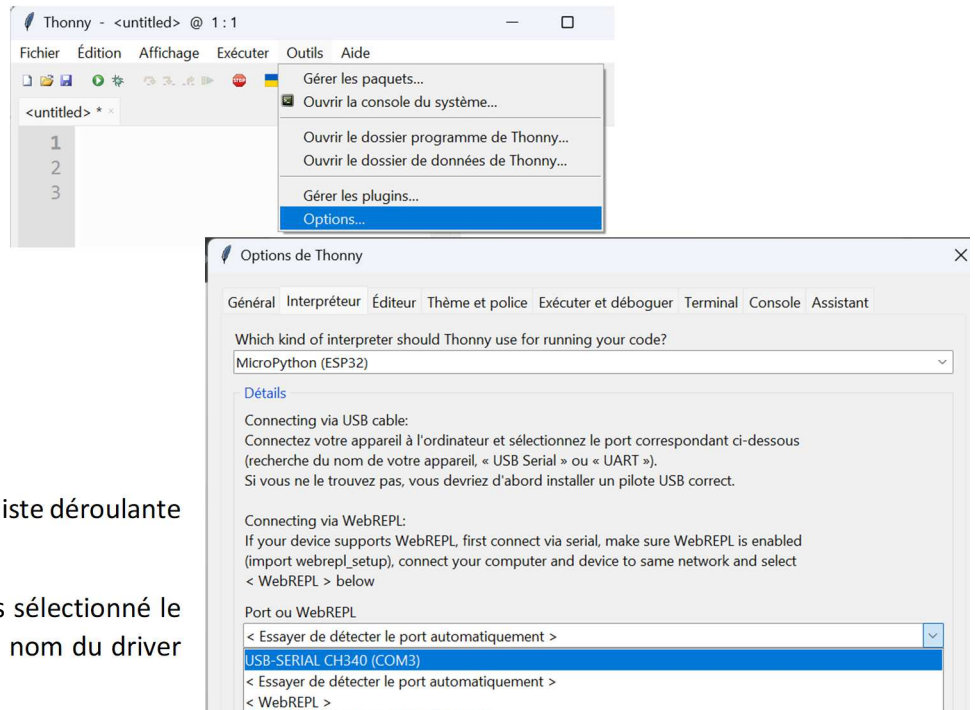 Thonny - <untitled> @ 1 : 1
Fichier Édition Affichage Exécuter Outils Aide
<untitled> *
1
2
3
Gérer les paquets...
Ouvrir la console du système...
Ouvrir le dossier programme de Thonny...
Ouvrir le dossier de données de Thonny...
Gérer les plugins...
Options...
Options de Thonny
Général Interpréteur Éditeur Thème et police Exécuter et déboguer Terminal Console Assistant
Which kind of interpreter should Thonny use for running your code?
MicroPython (ESP32)
Détails
Connecting via USB cable:
Connectez votre appareil à l'ordinateur et sélectionnez le port correspondant ci-dessous
(recherche du nom de votre appareil, « USB Serial » ou « UART »).
Si vous ne le trouvez pas, vous devriez d'abord installer un pilote USB correct.
Connecting via WebREPL:
If your device supports WebREPL, first connect via serial, make sure WebREPL is enabled
(import webrepl_setup), connect your computer and device to same network and select
< WebREPL > below
Port ou WebREPL
< Essayer de détecter le port automatiquement >
USB-SERIAL CH340 (COM3)
< Essayer de détecter le port automatiquement >
< WebREPL >
iste déroulante
s sélectionné le
nom du driver